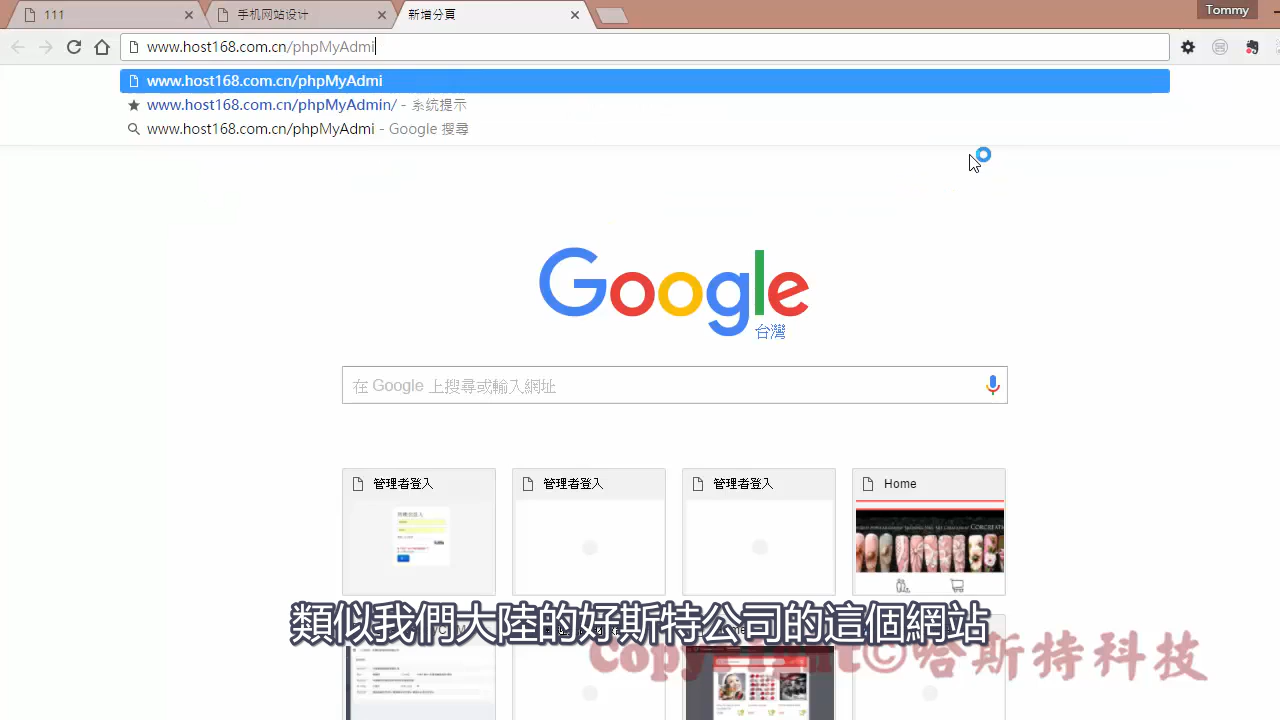 111
手机网站设计
新增分頁
Tommy
www.host168.com.cn/phpMyAdmi
www.host168.com.cn/phpMyAdmi
www.host168.com.cn/phpMyAdmin/ - 系统提示
www.host168.com.cn/phpMyAdmi - Google 搜尋
Google
台灣
在 Google 上搜尋或輸入網址
管理者登入
管理者登入
管理者登入
Home
類似我們大陸的好斯特公司的這個網站
Copyright©哈斯特科技